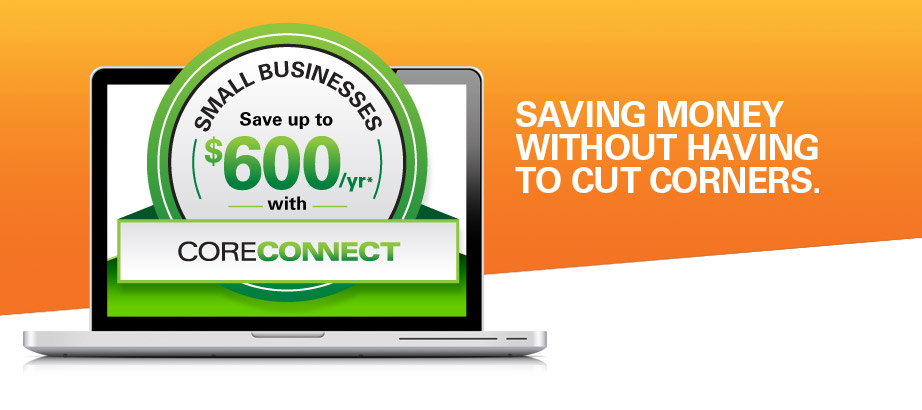 SMALL BUSINESSES
Save up to
$600/yr*
with
CORECONNECT
SAVING MONEY
WITHOUT HAVING
TO CUT CORNERS.